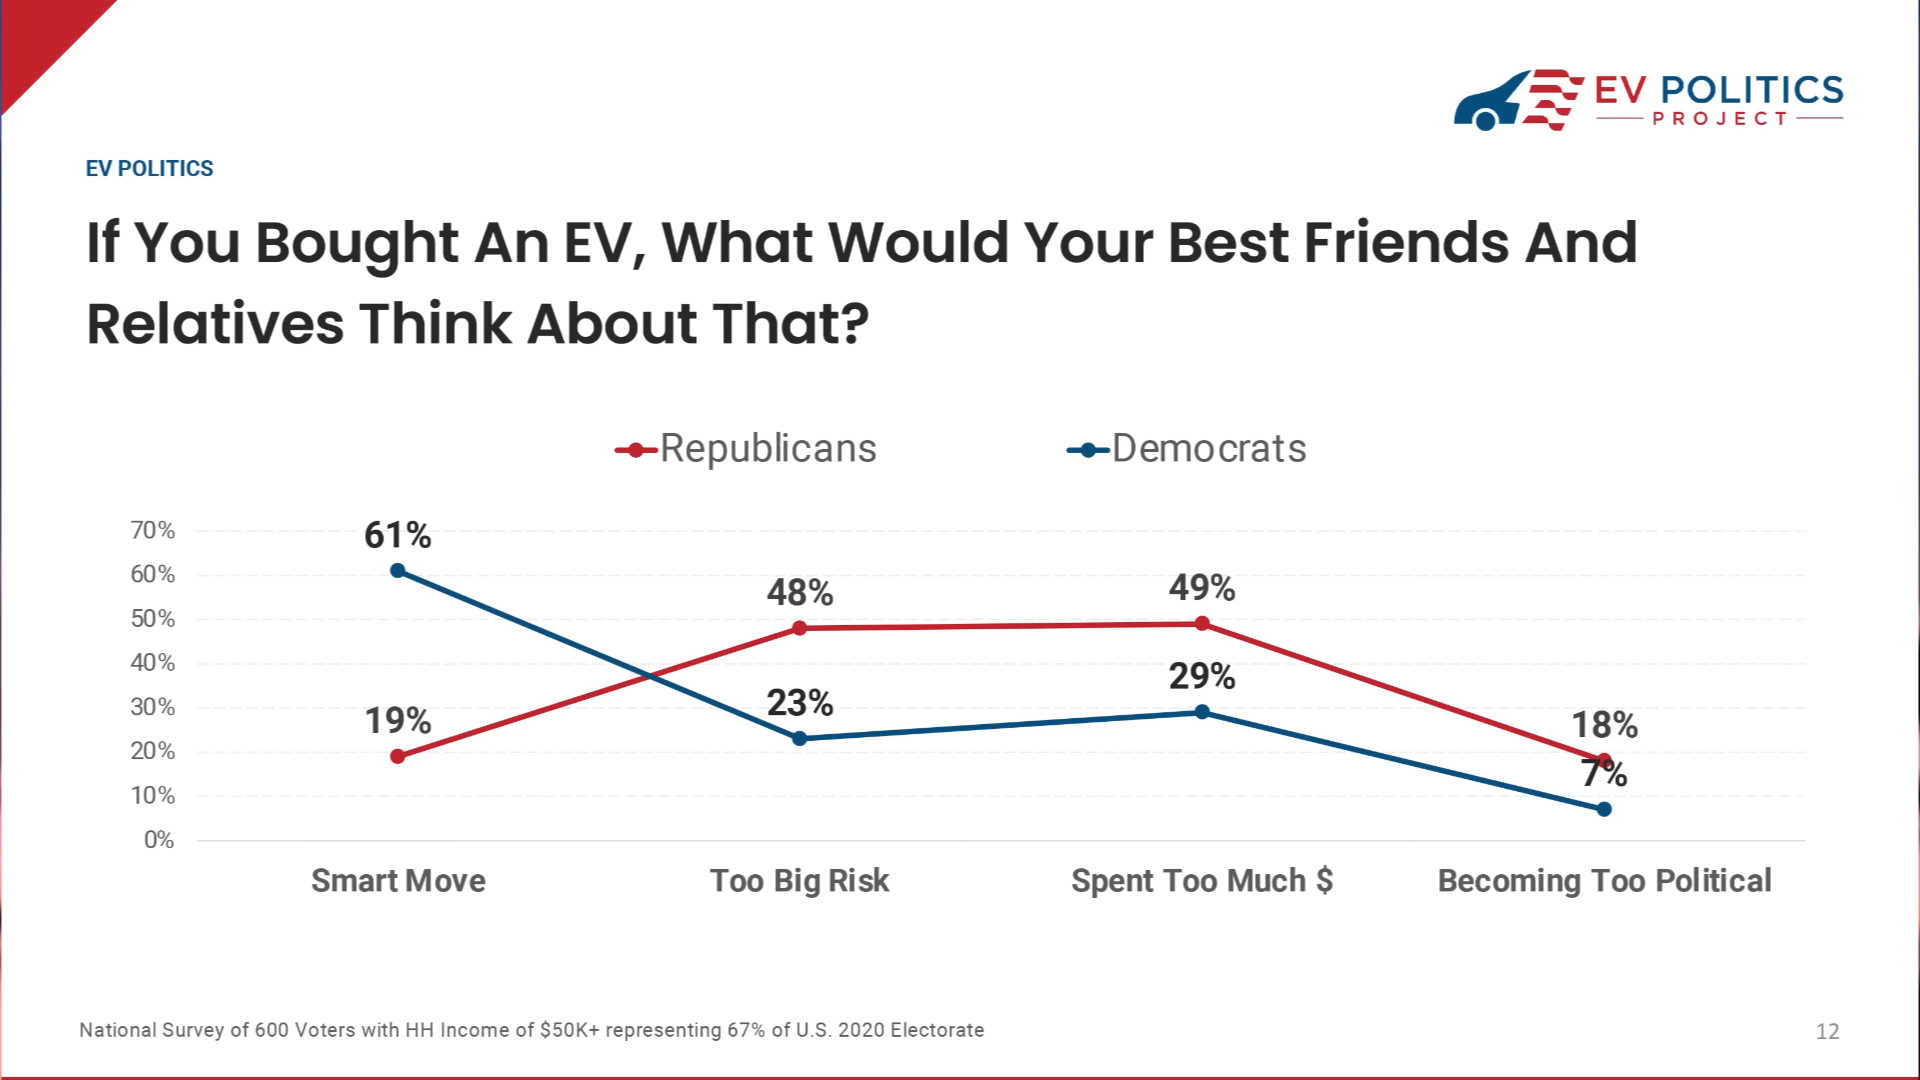 EV POLITICS
PROJECT
EV POLITICS
If You Bought An EV, What Would Your Best Friends And
Relatives Think About That?
Republicans Democrats
70%
60%
50%
40%
30%
20%
10%
0%
61%
19%
48%
23%
49%
29%
18%
7%
Smart Move Too Big Risk Spent Too Much $ Becoming Too Political
National Survey of 600 Voters with HH Income of $50K+ representing 67% of U.S. 2020 Electorate
12